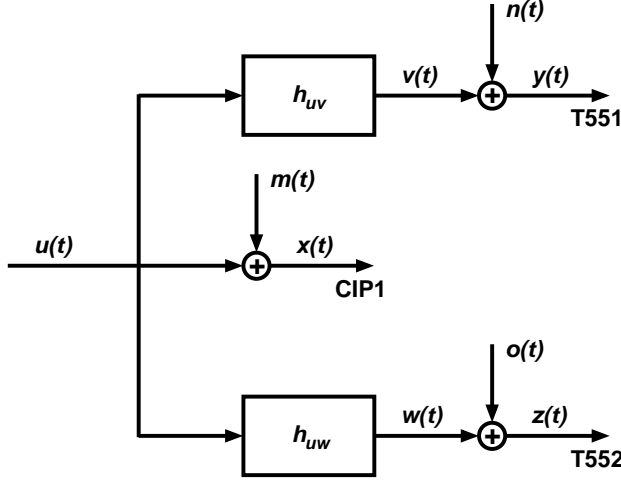 n(t)
h_uv
v(t)
y(t)
T551
m(t)
u(t)
x(t)
CIP1
o(t)
h_uw
w(t)
z(t)
T552